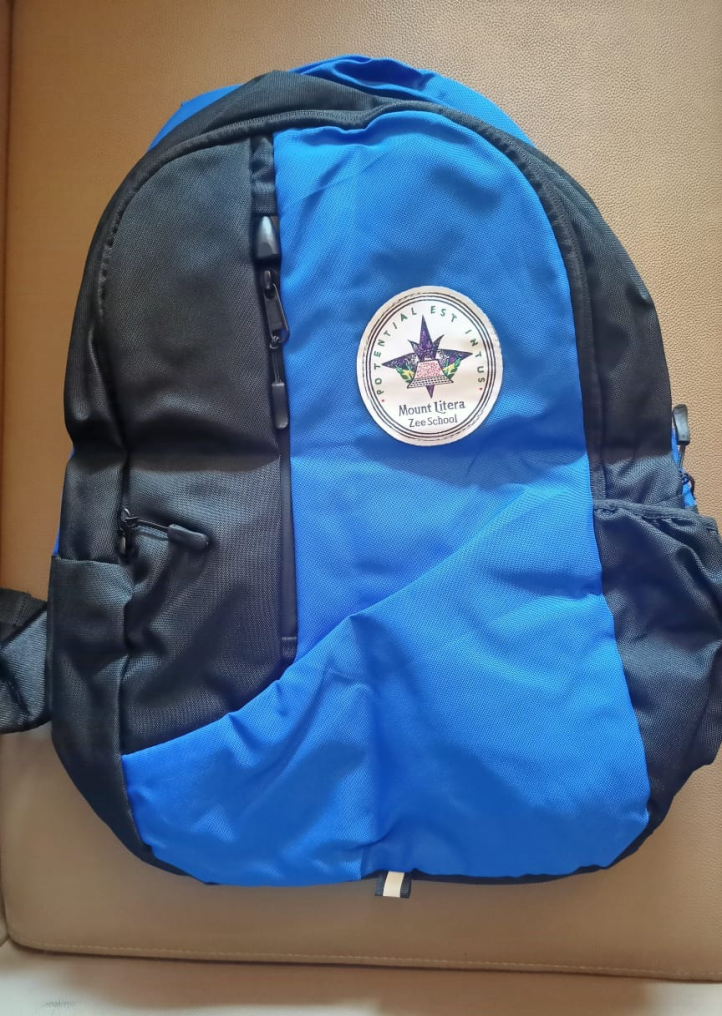 · POTENTIAL EST INTUS ·
Mount Litera
Zee School